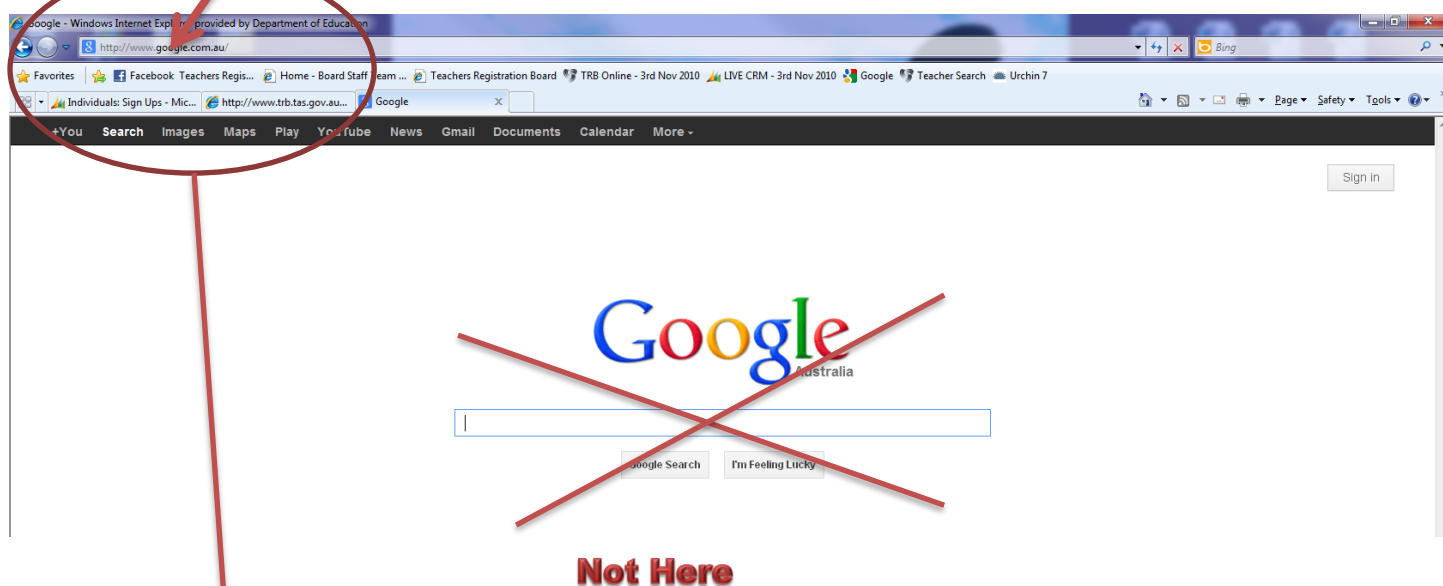 Google - Windows Internet Explorer provided by Department of Education
http://www.google.com.au/
Bing
Favorites Facebook Teachers Regis... Home - Board Staff Team ... Teachers Registration Board TRB Online - 3rd Nov 2010 LIVE CRM - 3rd Nov 2010 Google Teacher Search Urchin 7
Individuals: Sign Ups - Mic... http://www.trb.tas.gov.au... Google x
Page Safety Tools
+You Search Images Maps Play YouTube News Gmail Documents Calendar More
Sign in
Google
Australia
Google Search I'm Feeling Lucky
Not Here